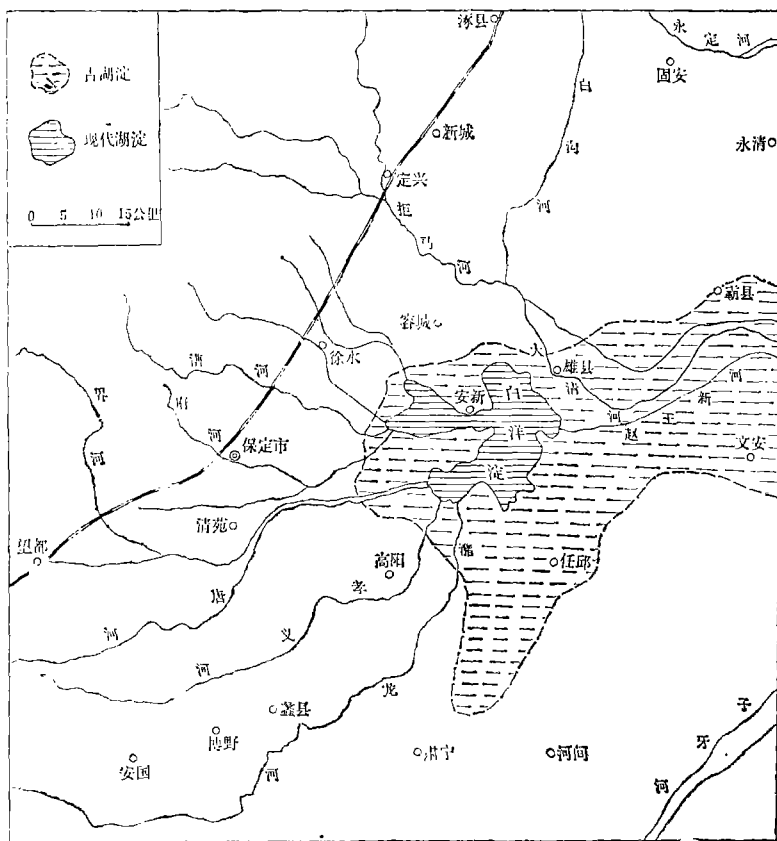 古湖淀
现代湖淀
0 5 10 15公里
涿县
永定河
固安
白沟河
新城
永清
定兴
拒马河
霸县
容城
徐水
漕河
大清河
雄县
安新
白洋淀
赵王新河
文安
界河
府河
保定市
清苑
望都
高阳
任邱
唐河
孝义河
潴龙河
蠡县
博野
安国
肃宁
河间
子牙河